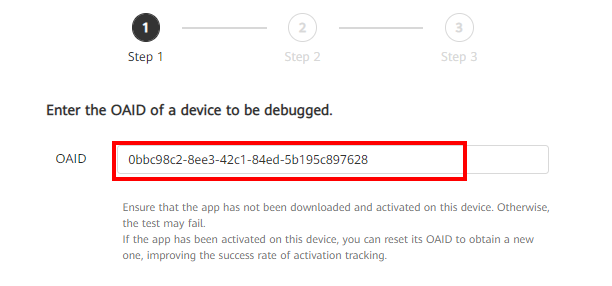 1
2
3
Step 1
Step 2
Step 3
Enter the OAID of a device to be debugged.
OAID
0bbc98c2-8ee3-42c1-84ed-5b195c897628
Ensure that the app has not been downloaded and activated on this device. Otherwise,
the test may fail.
If the app has been activated on this device, you can reset its OAID to obtain a new
one, improving the success rate of activation tracking.